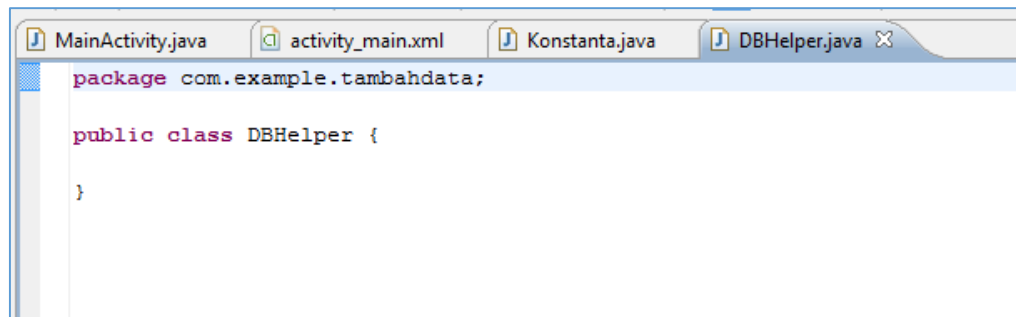 MainActivity.java activity_main.xml Konstanta.java DBHelper.java
package com.example.tambahdata;
public class DBHelper {
}